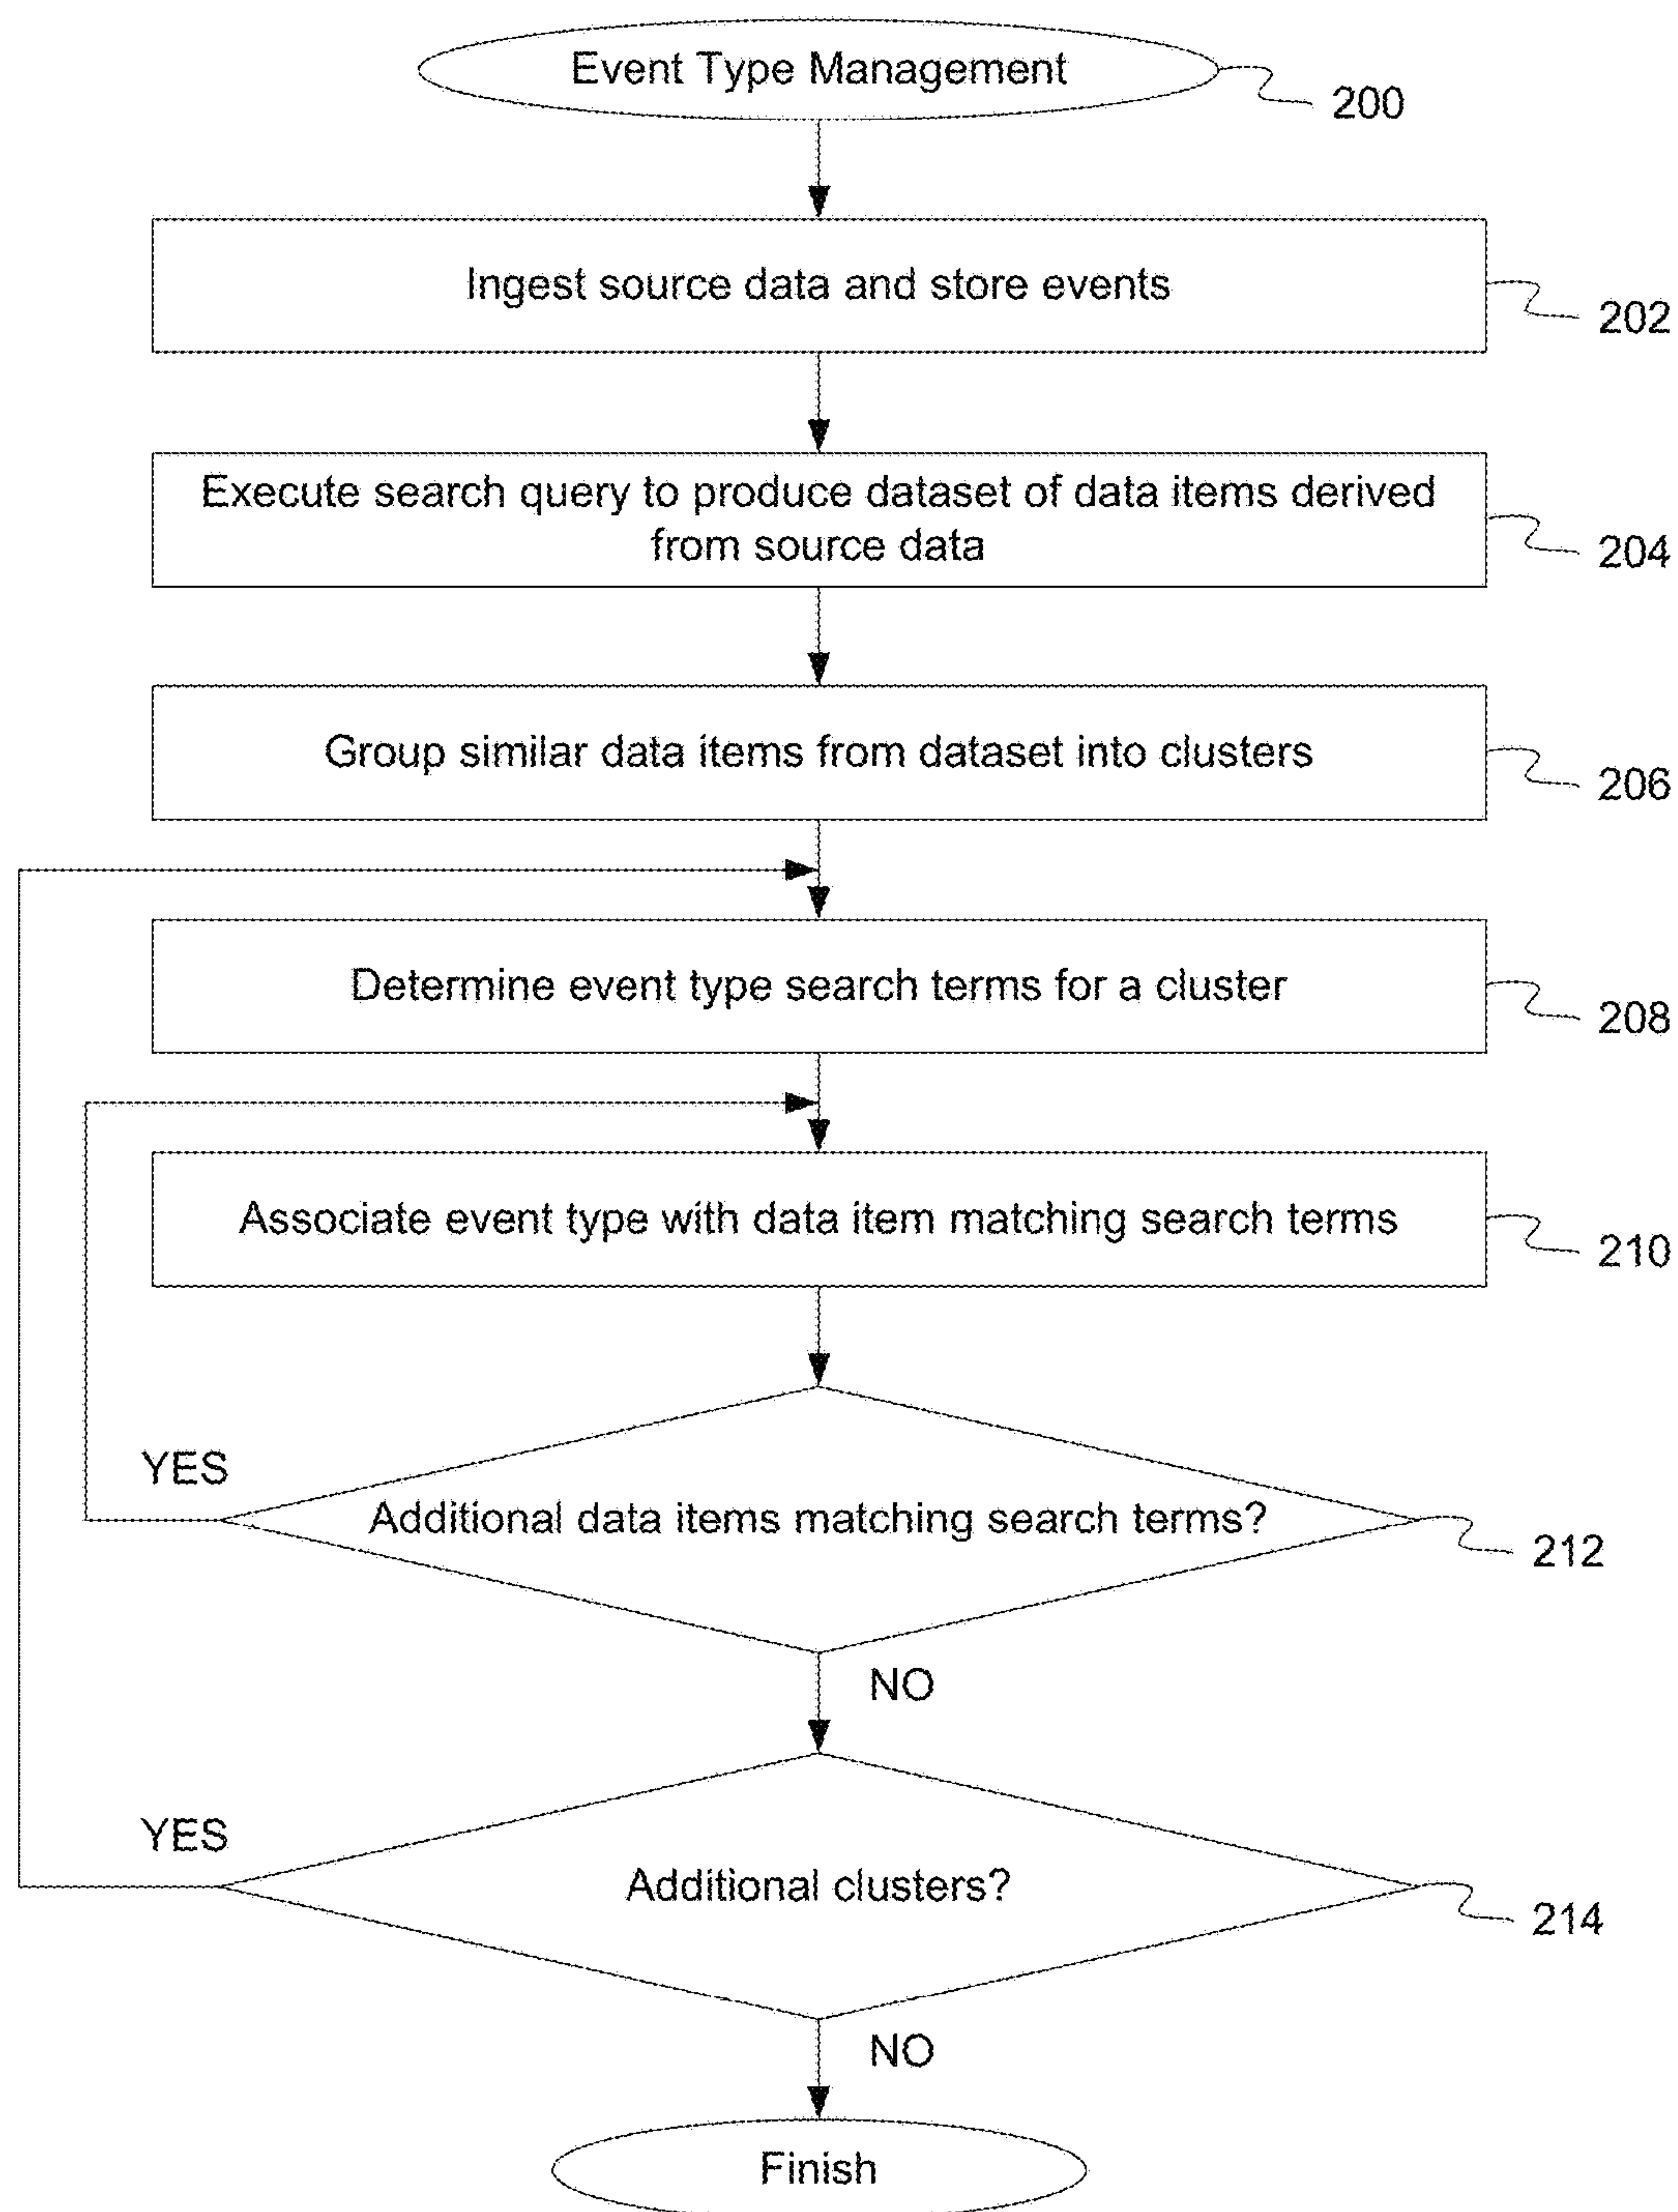 Event Type Management
200
Ingest source data and store events
202
Execute search query to produce dataset of data items derived
from source data
204
Group similar data items from dataset into clusters
206
Determine event type search terms for a cluster
208
Associate event type with data item matching search terms
210
YES
Additional data items matching search terms?
212
NO
YES
Additional clusters?
214
NO
Finish